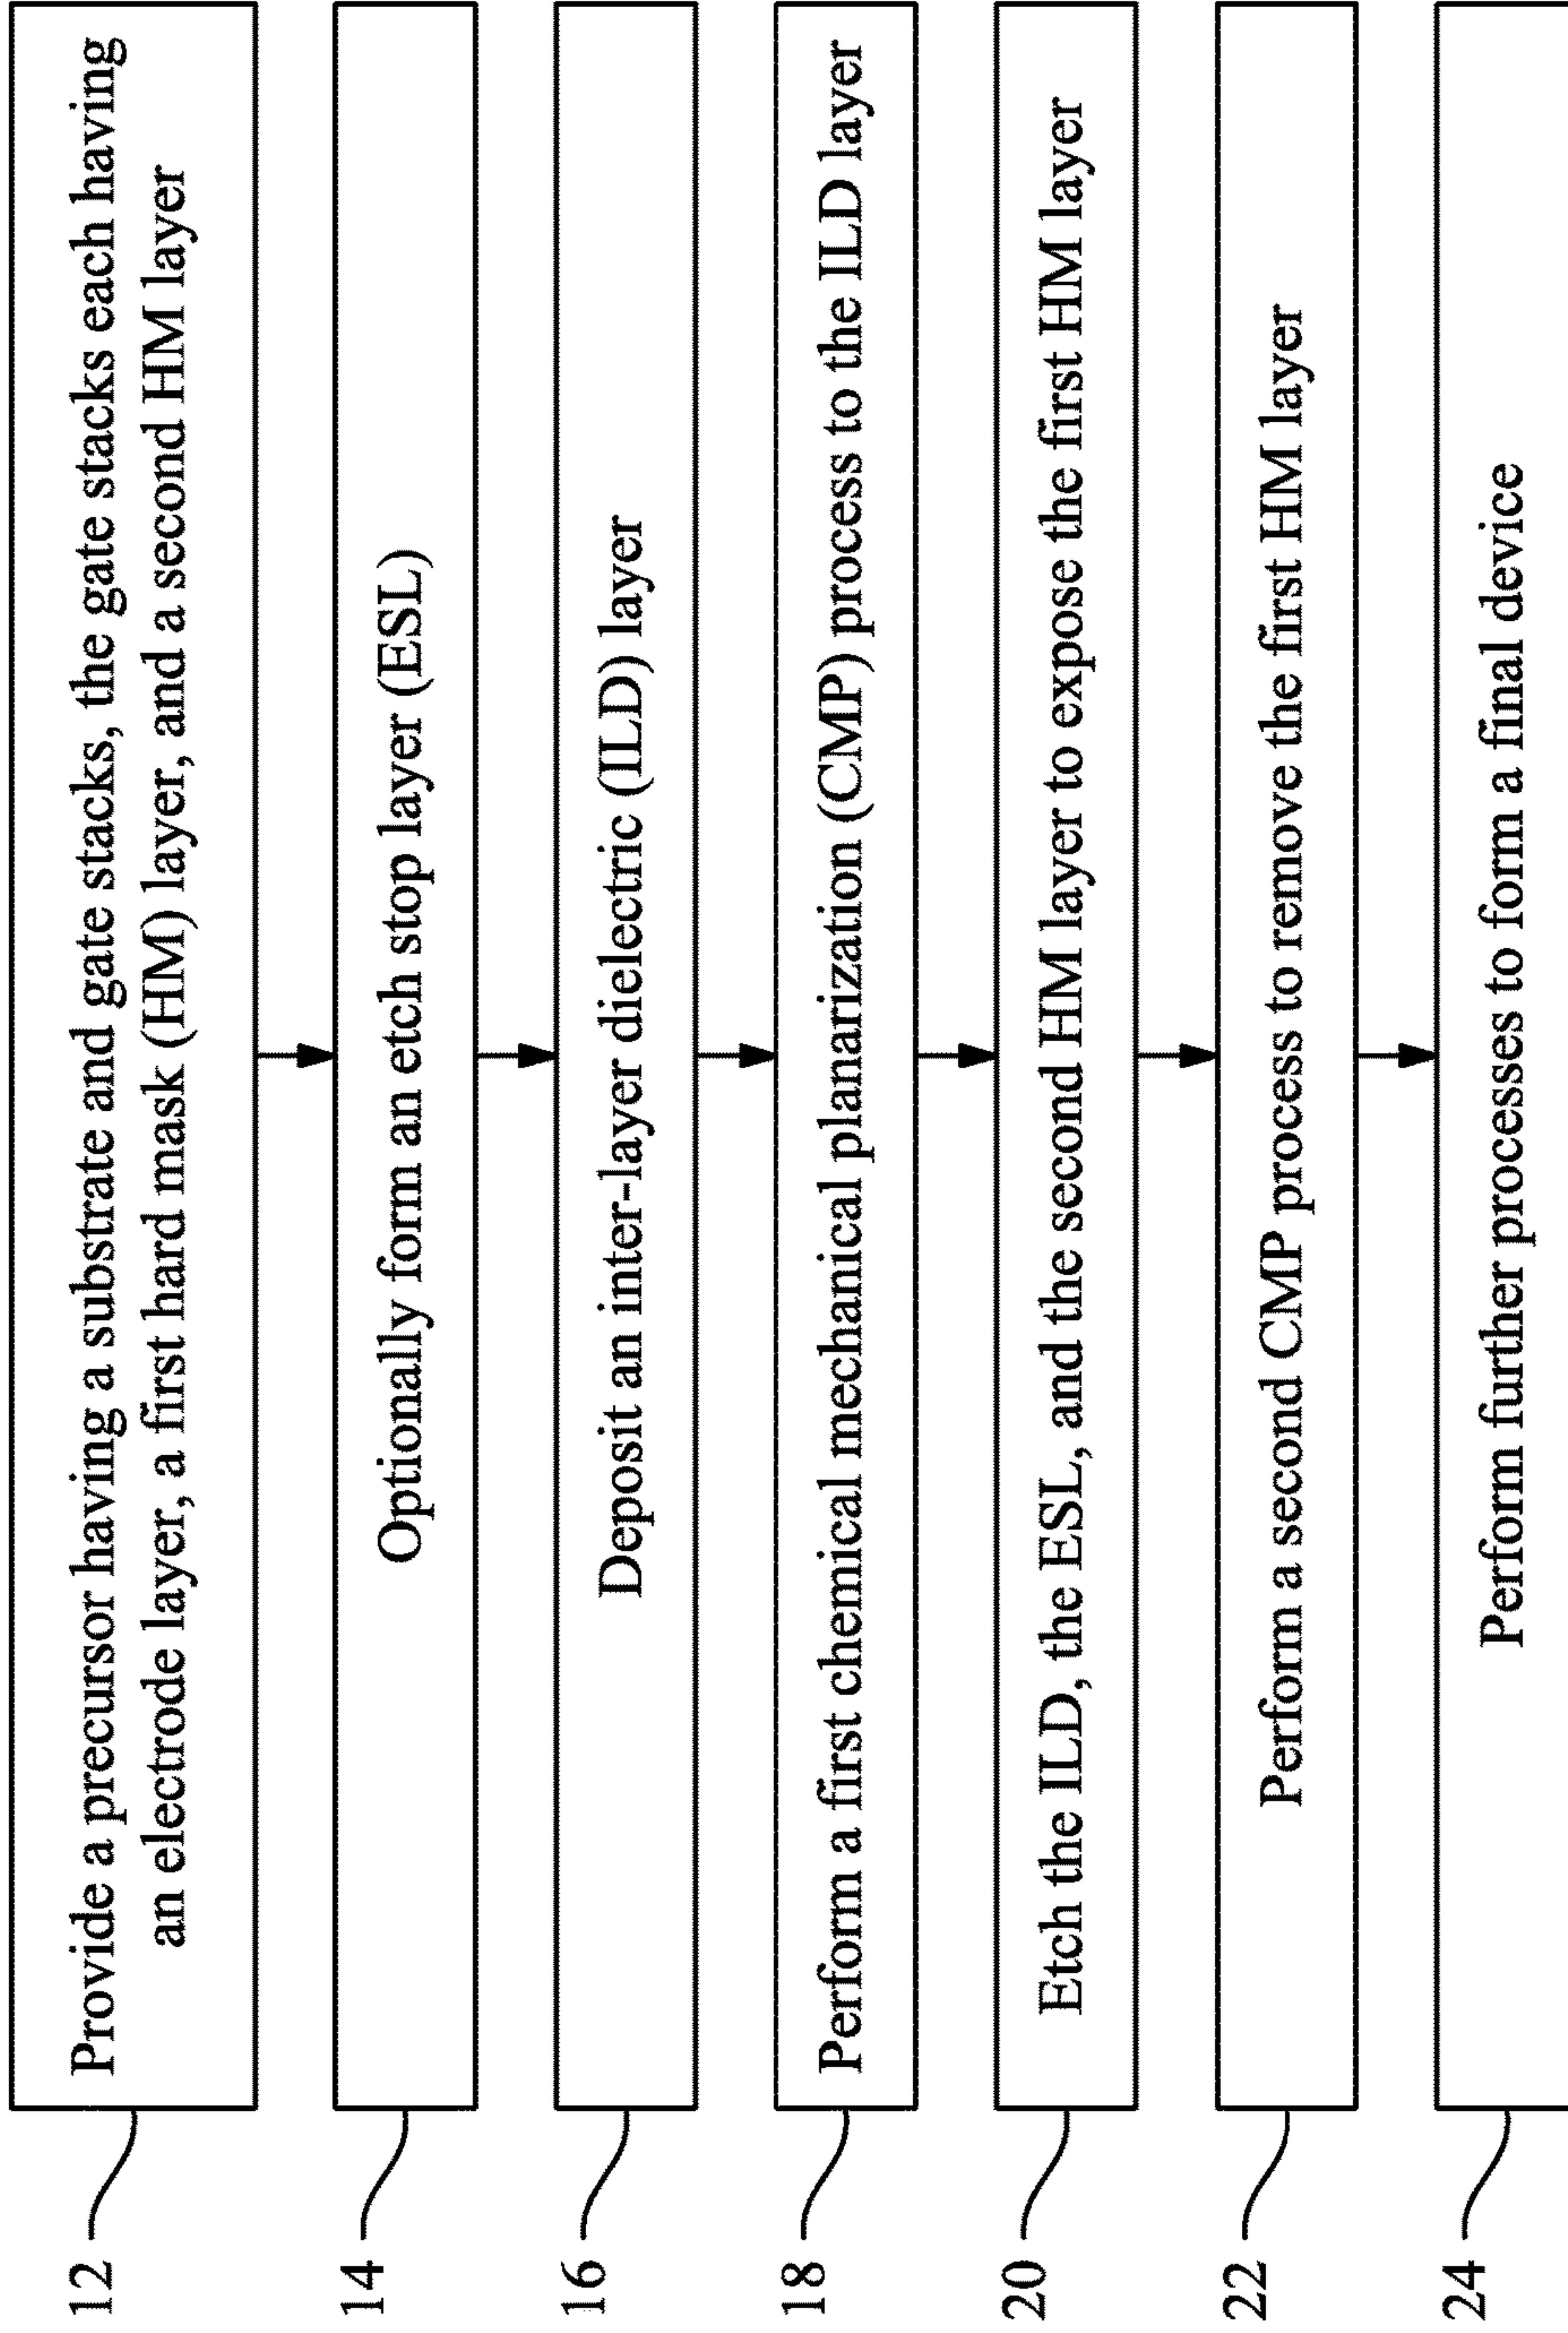 12
Provide a precursor having a substrate and gate stacks, the gate stacks each having
an electrode layer, a first hard mask (HM) layer, and a second HM layer
14
Optionally form an etch stop layer (ESL)
16
Deposit an inter-layer dielectric (ILD) layer
18
Perform a first chemical mechanical planarization (CMP) process to the ILD layer
20
Etch the ILD, the ESL, and the second HM layer to expose the first HM layer
22
Perform a second CMP process to remove the first HM layer
24
Perform further processes to form a final device